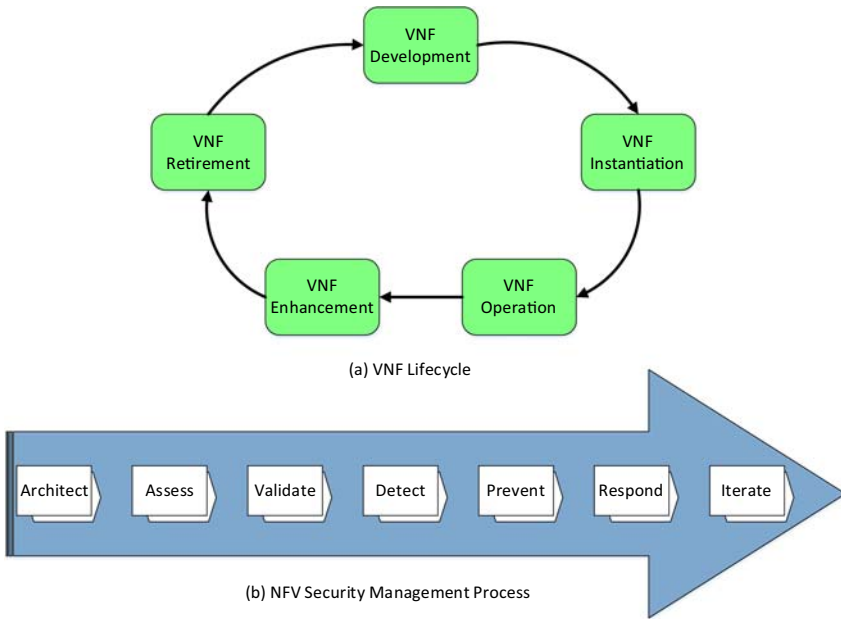 VNF
Development
VNF
Retirement
VNF
Instantiation
VNF
Enhancement
VNF
Operation
(a) VNF Lifecycle
Architect
Assess
Validate
Detect
Prevent
Respond
Iterate
(b) NFV Security Management Process